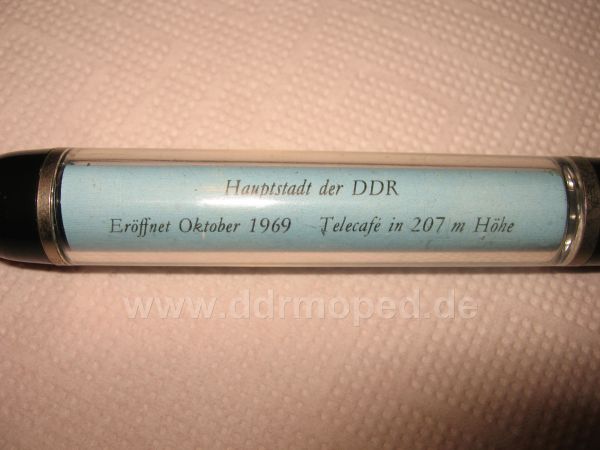 Hauptstadt der DDR
Eröffnet Oktober 1969 Telecafé in 207 m Höhe
www.ddrmoped.de